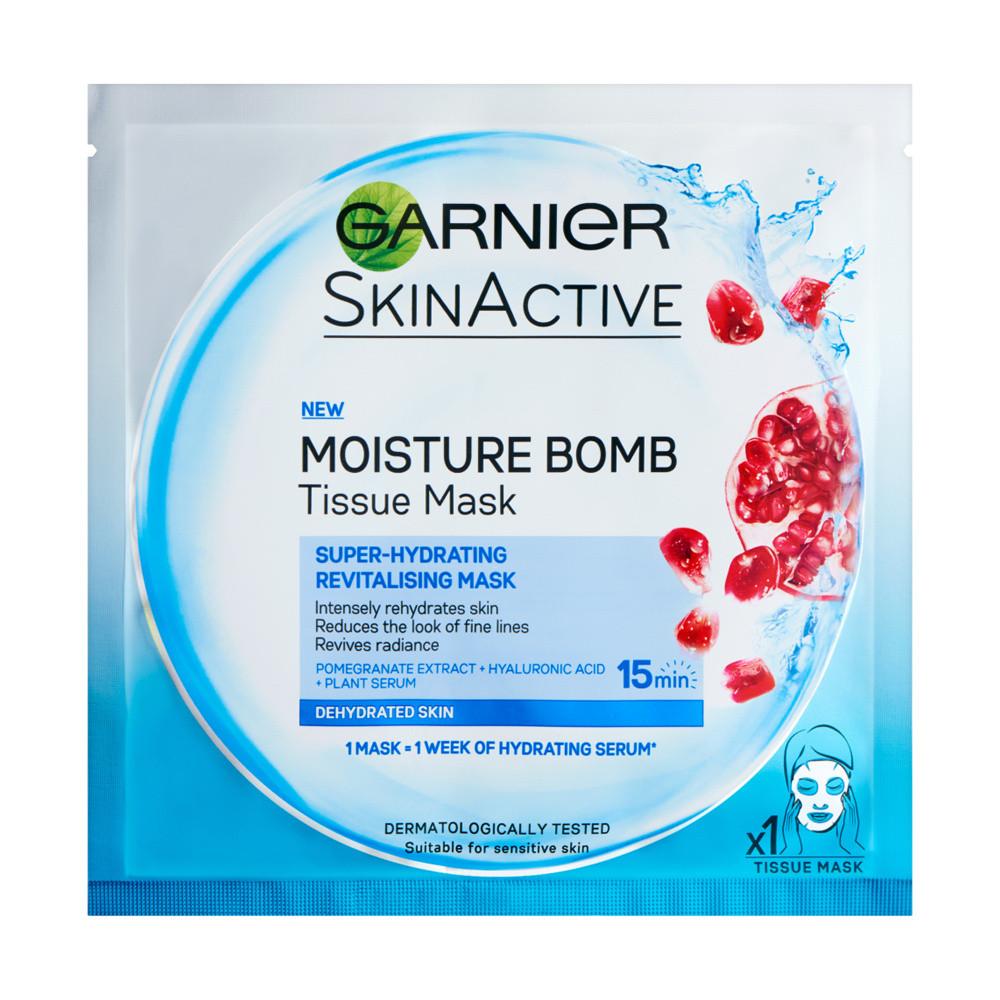 GARNIER
SKINACTIVE
NEW
MOISTURE BOMB
Tissue Mask
SUPER-HYDRATING
REVITALISING MASK
Intensely rehydrates skin
Reduces the look of fine lines
Revives radiance
POMEGRANATE EXTRACT + HYALURONIC ACID
+ PLANT SERUM
15min
DEHYDRATED SKIN
1 MASK = 1 WEEK OF HYDRATING SERUM*
DERMATOLOGICALLY TESTED
Suitable for sensitive skin
x1
TISSUE MASK